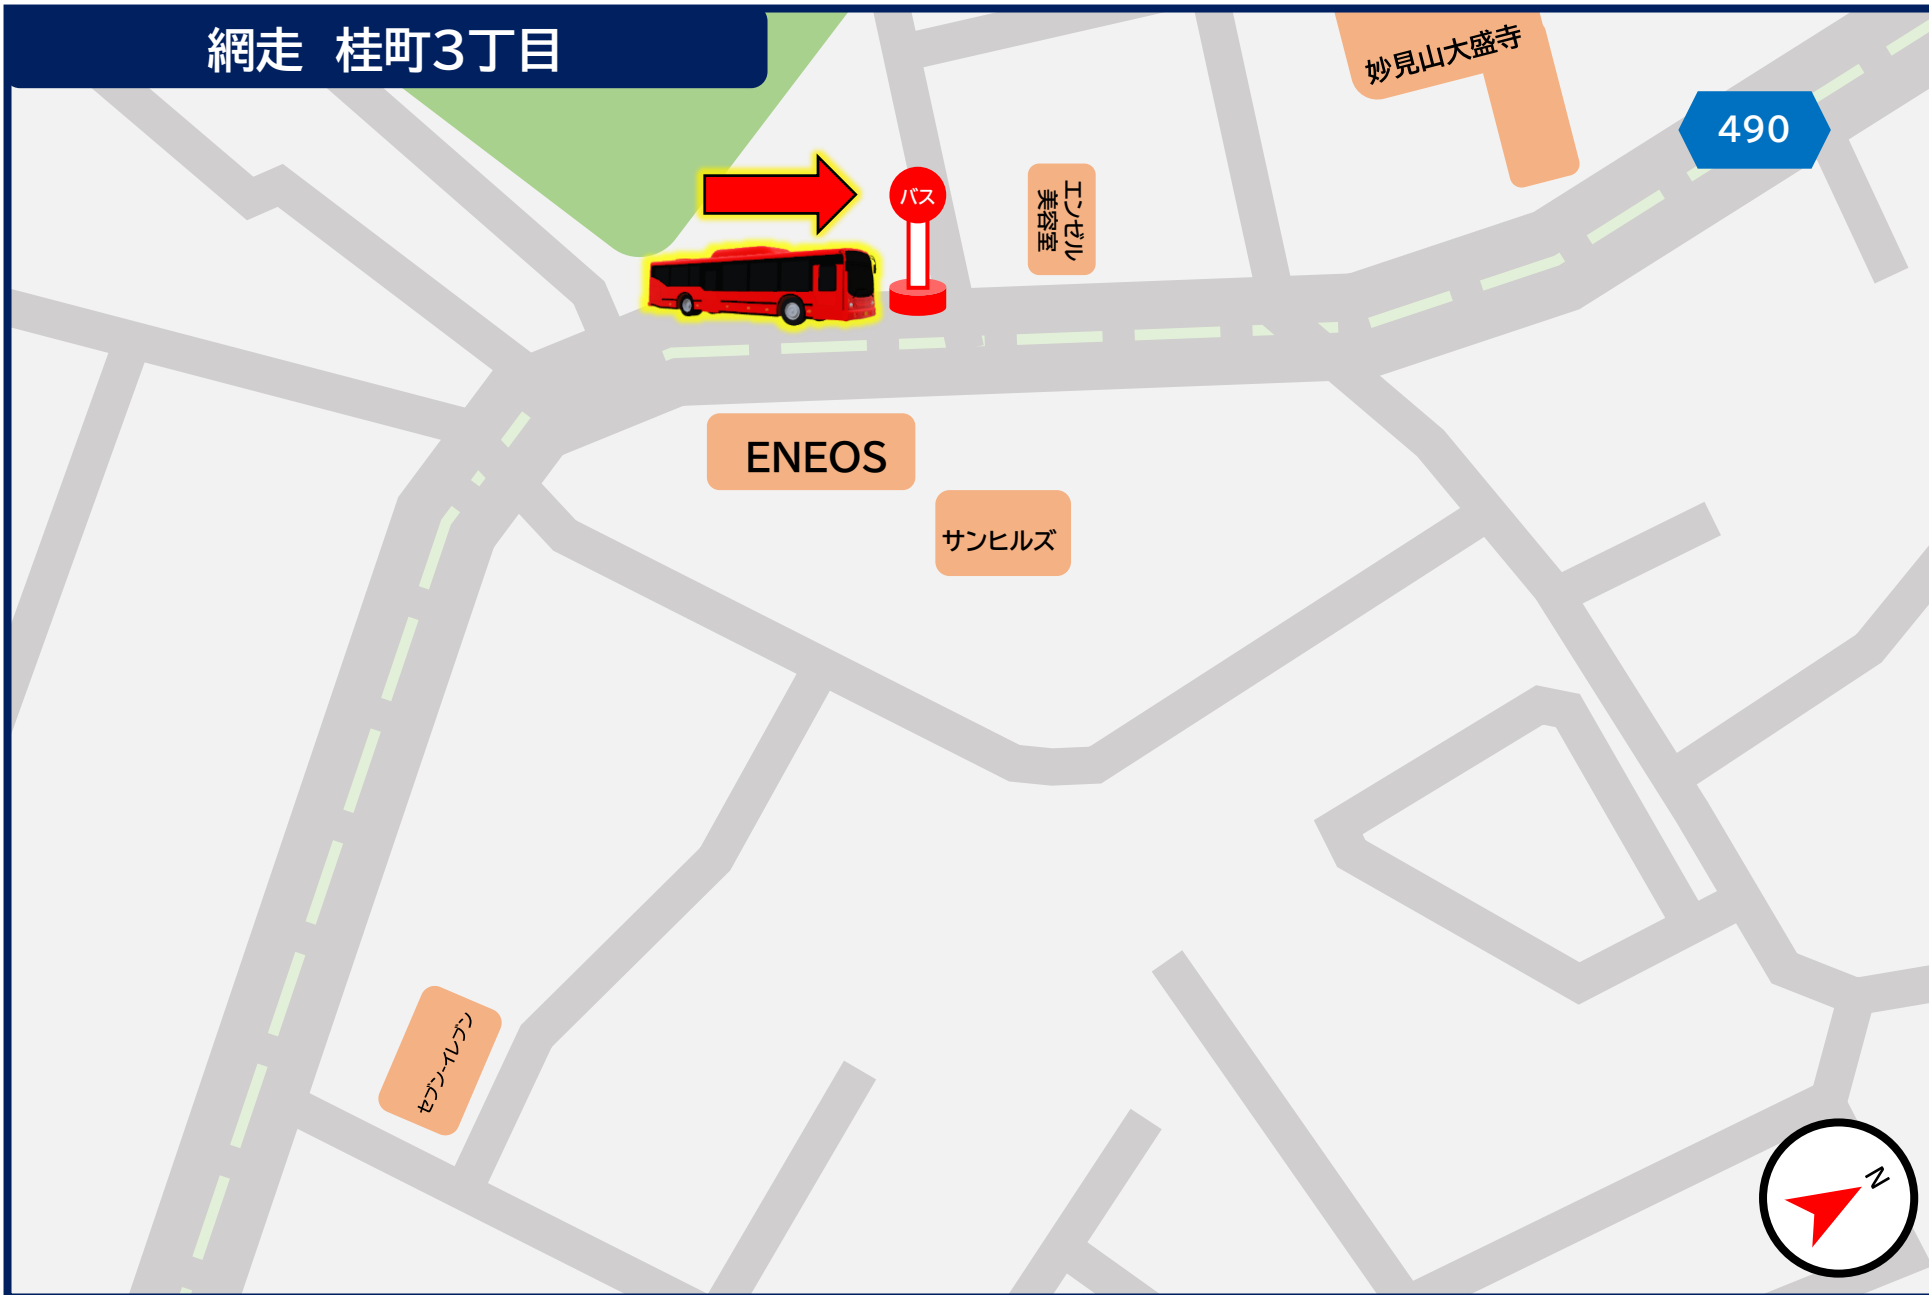 網走 桂町3丁目
妙見山大盛寺
490
バス
エンゼル
美容室
ENEOS
サンヒルズ
セブン-イレブン
N